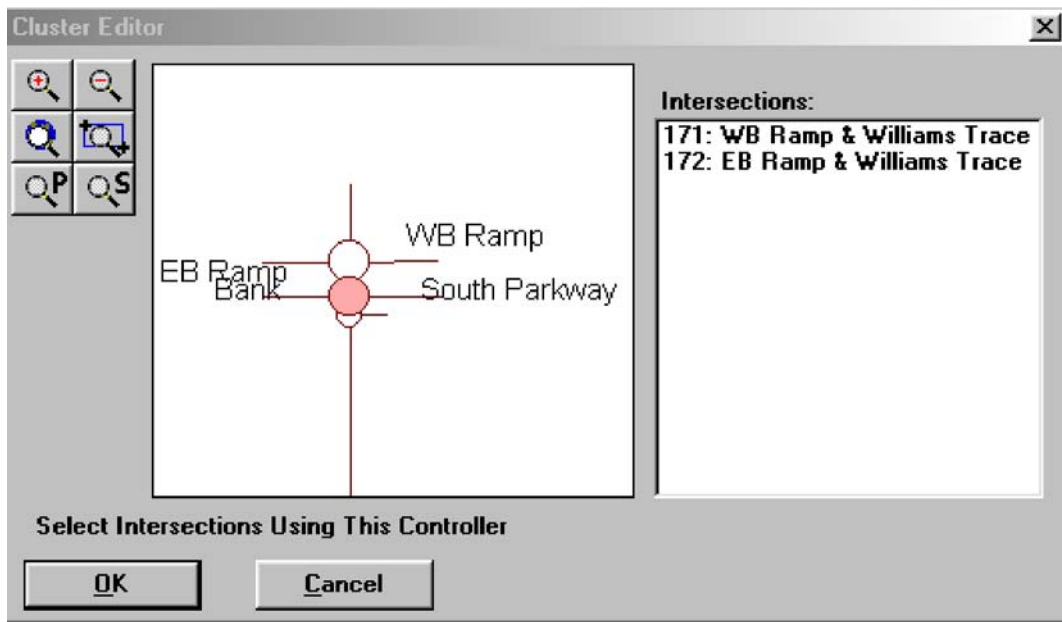 Cluster Editor
P
S
WB Ramp
EB Ramp
Bank
South Parkway
Intersections:
171: WB Ramp & Williams Trace
172: EB Ramp & Williams Trace
Select Intersections Using This Controller
OK
Cancel